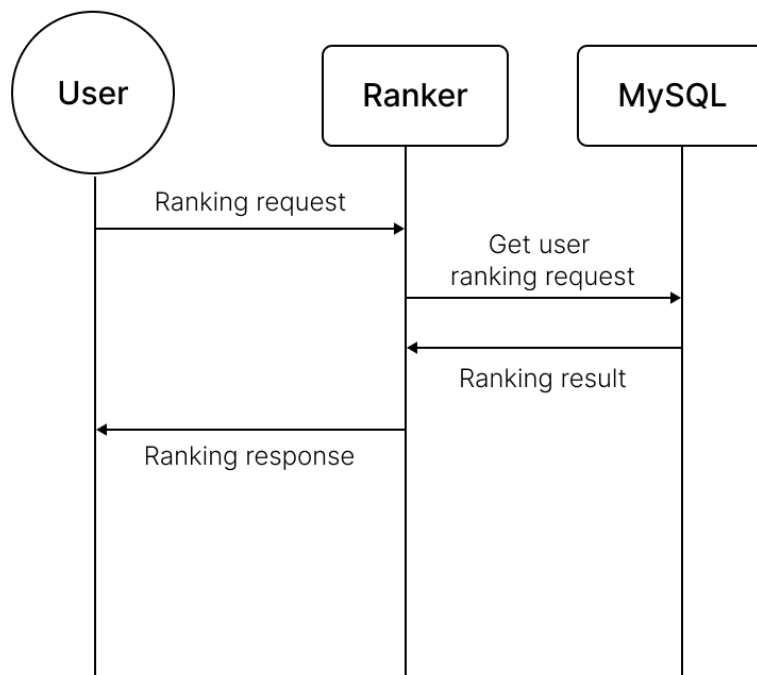 User
Ranker
MySQL
Ranking request
Get user
ranking request
Ranking result
Ranking response